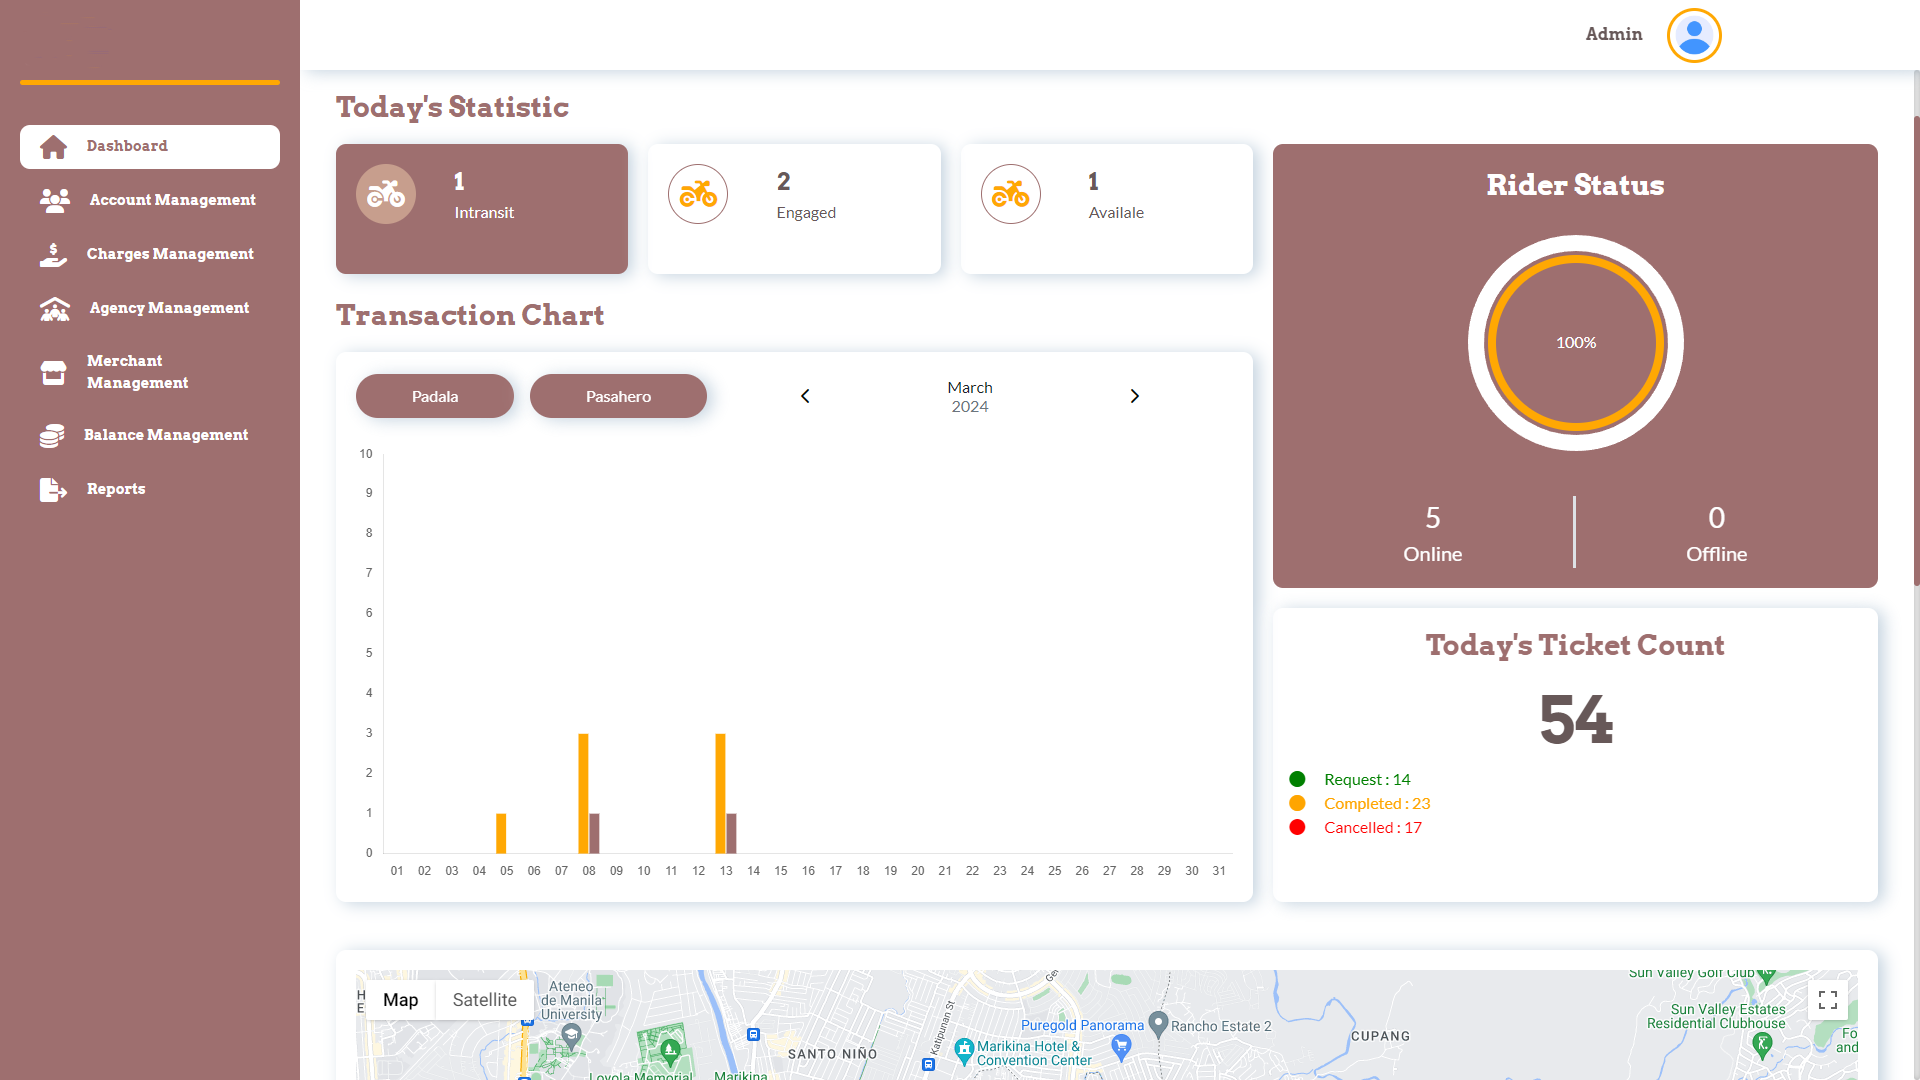 Admin
Dashboard
Account Management
Charges Management
Agency Management
Merchant
Management
Balance Management
Reports
Today's Statistic
1
Intransit
2
Engaged
1
Availale
Rider Status
100%
5
Online
0
Offline
Transaction Chart
Padala
Pasahero
March
2024
10
9
8
7
6
5
4
3
2
1
0
01 02 03 04 05 06 07 08 09 10 11 12 13 14 15 16 17 18 19 20 21 22 23 24 25 26 27 28 29 30 31
Today's Ticket Count
54
Request : 14
Completed : 23
Cancelled : 17
Map
Satellite
Ateneo
de Manila
University
Loyola Memorial
Marikina
SANTO NIÑO
Katipunan St
Puregold Panorama
Marikina Hotel &
Convention Center
Rancho Estate 2
CUPANG
Sun Valley Golf Club
Sun Valley Estates
Residential Clubhouse
Fo
and